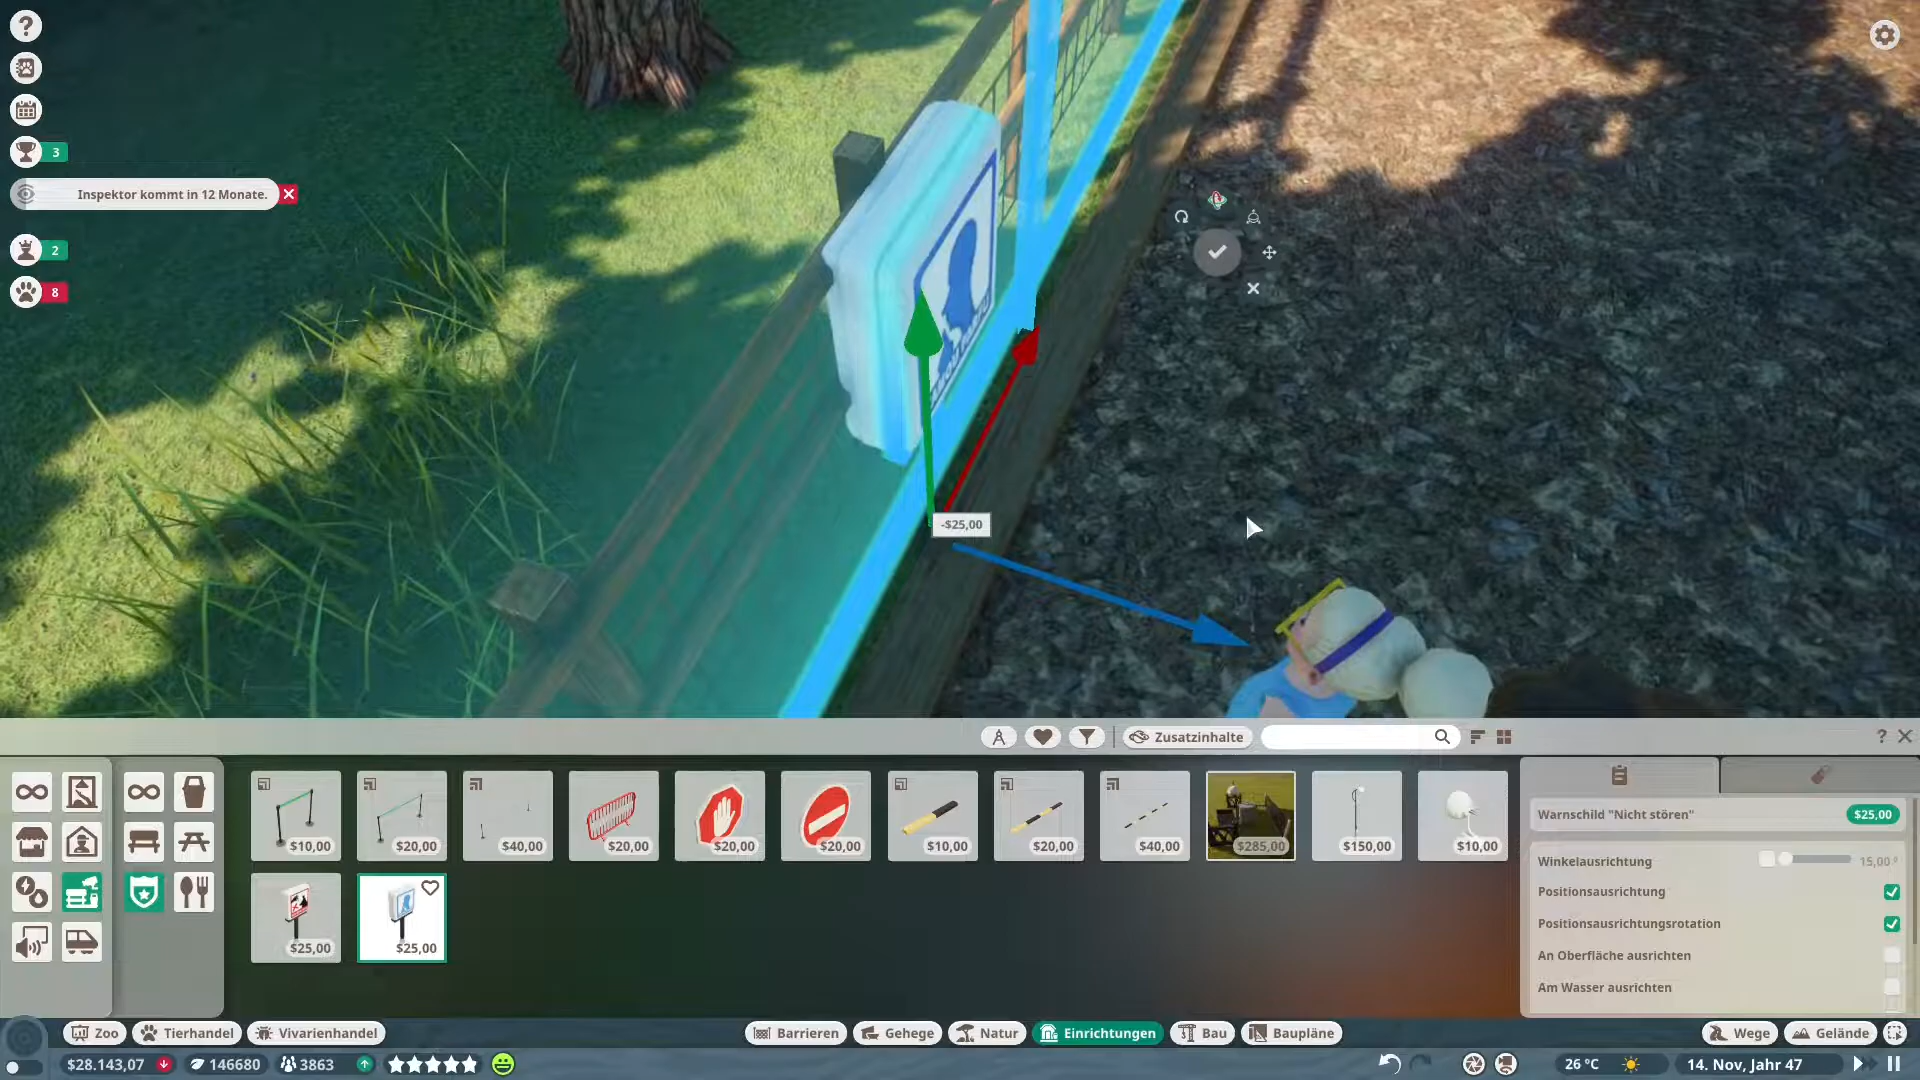 3
Inspektor kommt in 12 Monate.
2
8
-$25,00
Zusatzinhalte
$10,00
$20,00
$40,00
$20,00
$20,00
$20,00
$10,00
$20,00
$40,00
$285,00
$150,00
$10,00
$25,00
$25,00
Warnschild "Nicht stören"
$25,00
Winkelausrichtung
15,00 °
Positionsausrichtung
Positionsausrichtungsrotation
An Oberfläche ausrichten
Am Wasser ausrichten
Zoo
Tierhandel
Vivarienhandel
Barrieren
Gehege
Natur
Einrichtungen
Bau
Baupläne
Wege
Gelände
$28.143,07
146680
3863
26 °C
14. Nov, Jahr 47